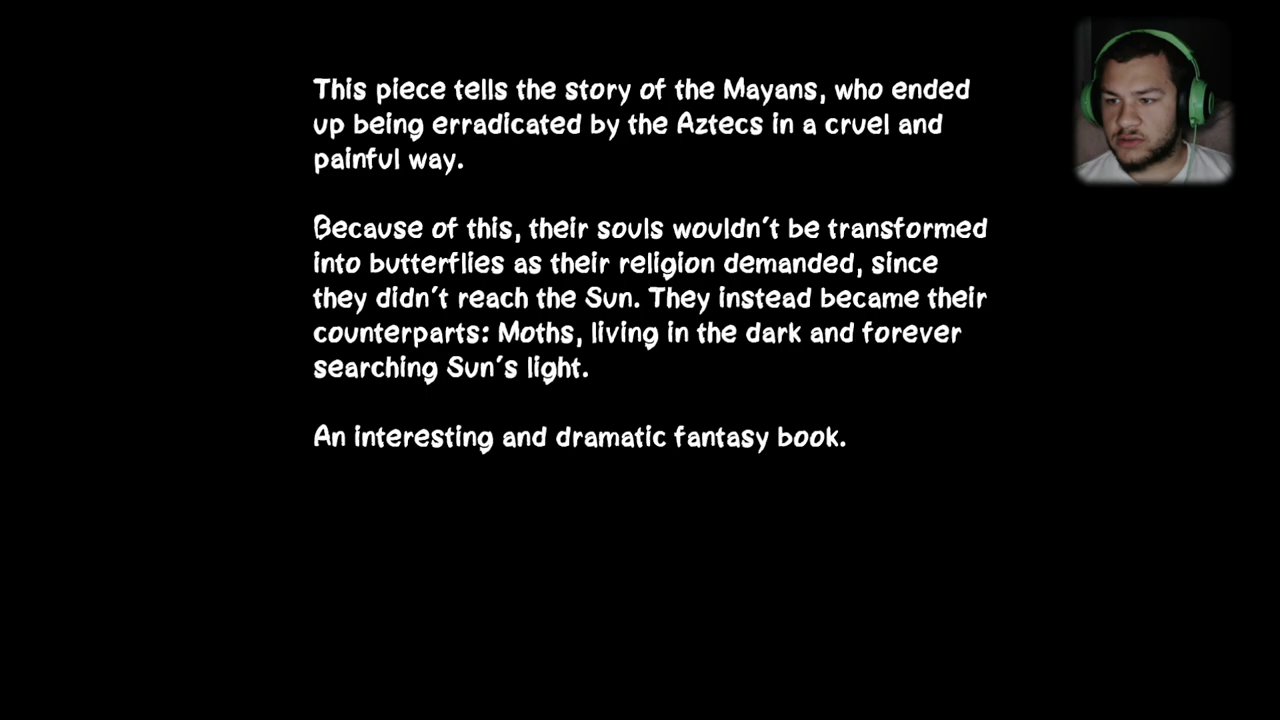 This piece tells the story of the Mayans, who ended
up being erradicated by the Aztecs in a cruel and
painful way.
Because of this, their souls wouldn't be transformed
into butterflies as their religion demanded, since
they didn't reach the Sun. They instead became their
counterparts: Moths, living in the dark and forever
searching Sun's light.
An interesting and dramatic fantasy book.